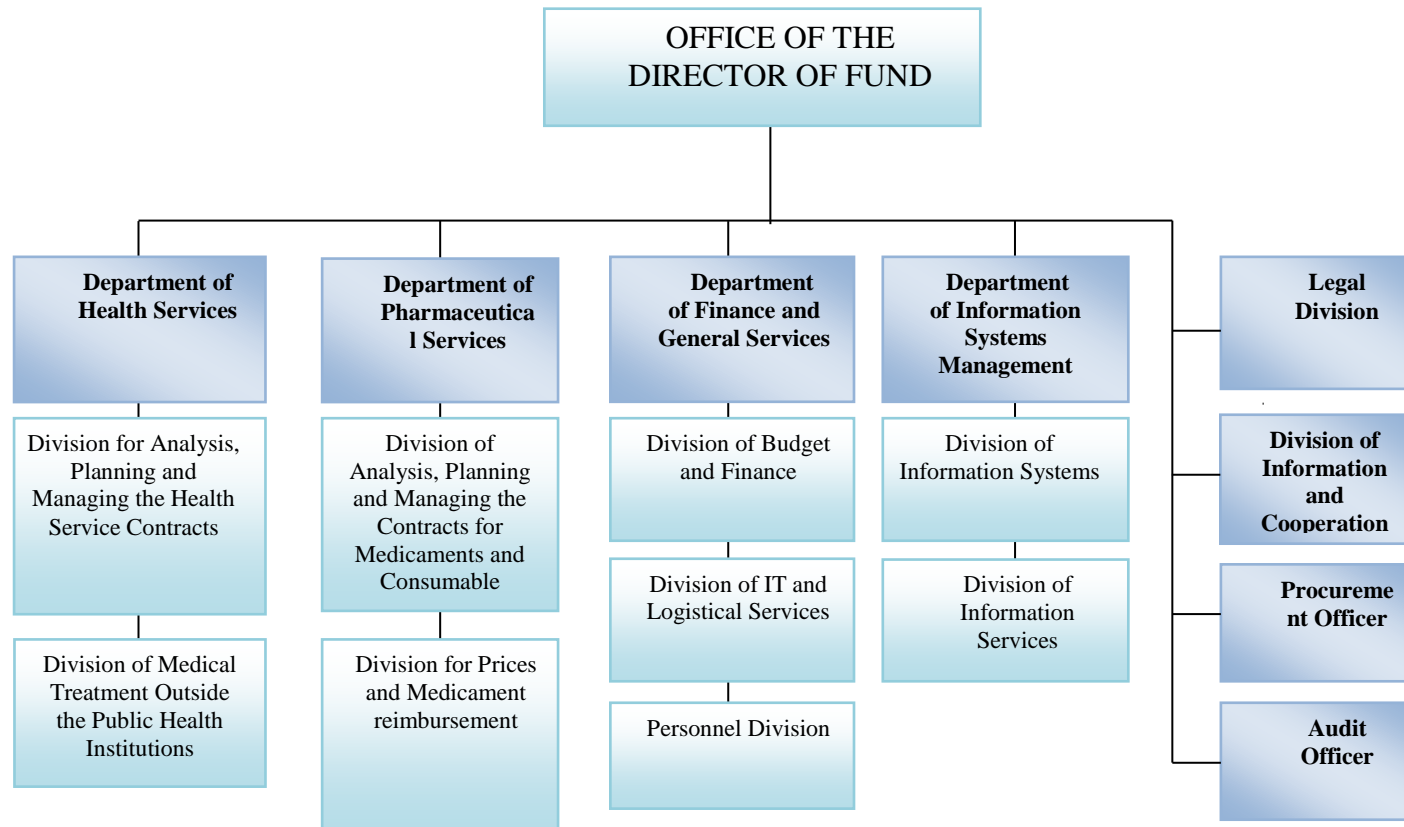 OFFICE OF THE
DIRECTOR OF FUND
Department of
Health Services
Department of
Pharmaceutica
l Services
Department
of Finance and
General Services
Department
of Information
Systems
Management
Legal
Division
Division for Analysis,
Planning and
Managing the Health
Service Contracts
Division of
Analysis, Planning
and Managing the
Contracts for
Medicaments and
Consumable
Division of Budget
and Finance
Division of
Information Systems
Division of
Information
and
Cooperation
Division of Medical
Treatment Outside
the Public Health
Institutions
Division for Prices
and Medicament
reimbursement
Division of IT and
Logistical Services
Division of
Information
Services
Procureme
nt Officer
Personnel Division
Audit
Officer